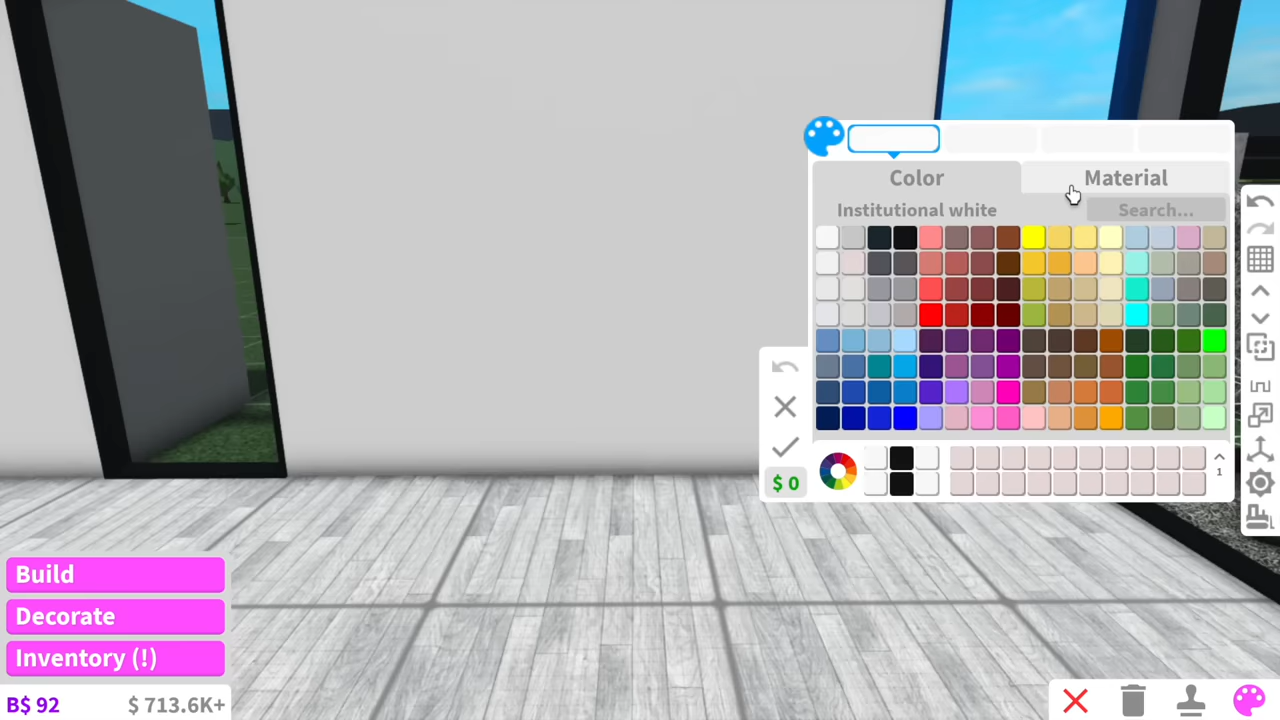 Color
Material
Institutional white
Search...
$ 0
1
Build
Decorate
Inventory (!)
B$ 92
$ 713.6K+